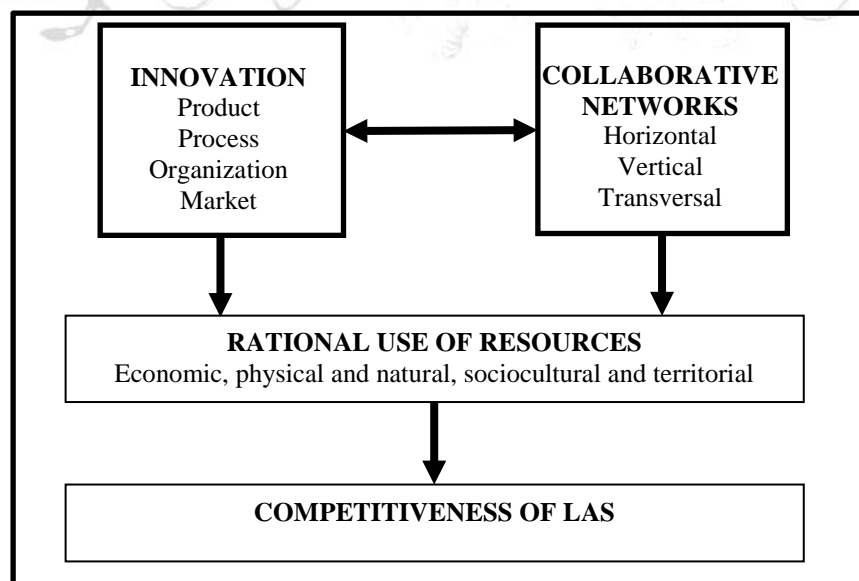 INNOVATION
Product
Process
Organization
Market
COLLABORATIVE
NETWORKS
Horizontal
Vertical
Transversal
RATIONAL USE OF RESOURCES
Economic, physical and natural, sociocultural and territorial
COMPETITIVENESS OF LAS